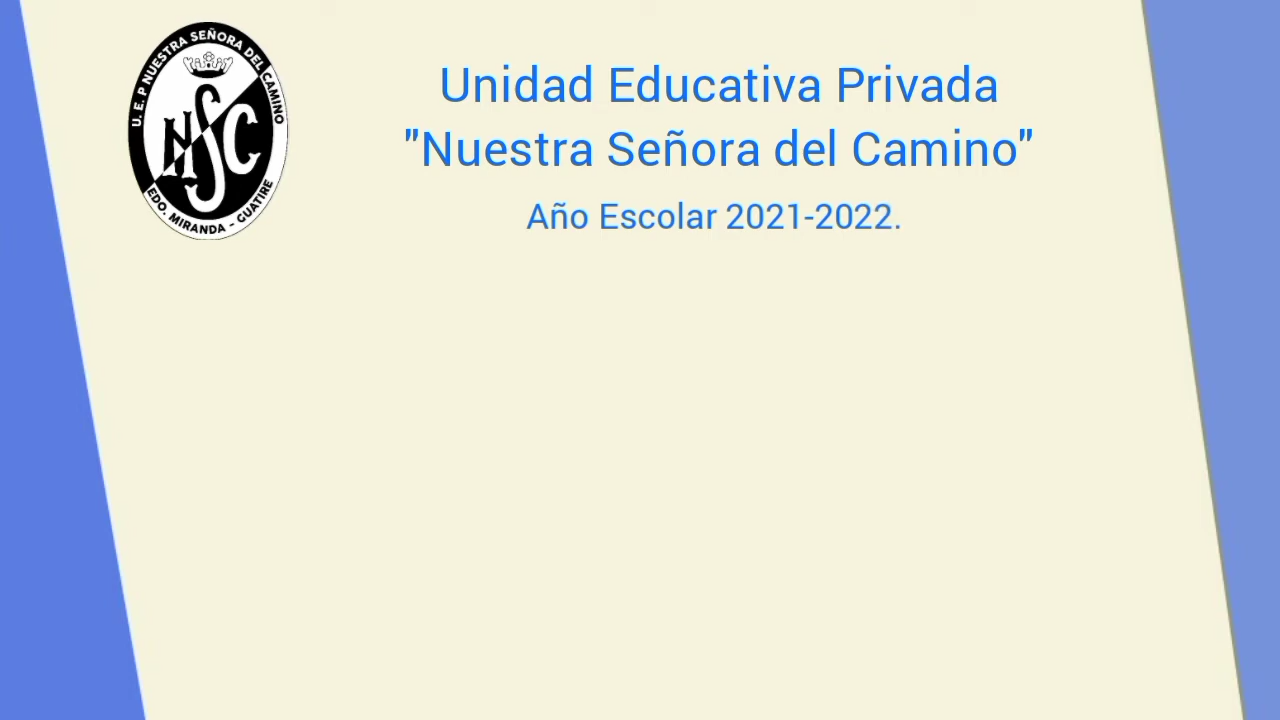 U. E. P NUESTRA SEÑORA DEL CAMINO
NSC
EDO. MIRANDA - GUATIRE
Unidad Educativa Privada
"Nuestra Señora del Camino"
Año Escolar 2021-2022.